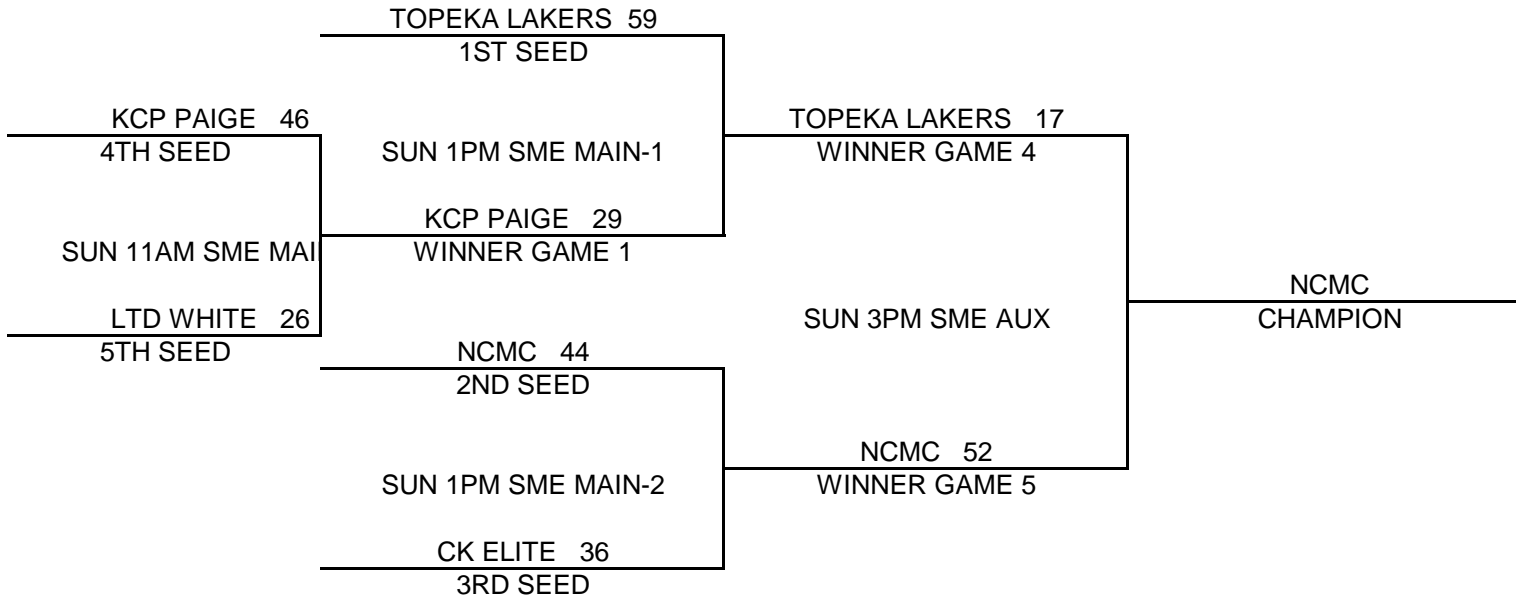 TOPEKA LAKERS 59
1ST SEED
KCP PAIGE 46
TOPEKA LAKERS 17
4TH SEED
SUN 1PM SME MAIN-1
WINNER GAME 4
KCP PAIGE 29
SUN 11AM SME MAI
WINNER GAME 1
NCMC
LTD WHITE 26
SUN 3PM SME AUX
CHAMPION
5TH SEED
NCMC 44
2ND SEED
NCMC 52
SUN 1PM SME MAIN-2
WINNER GAME 5
CK ELITE 36
3RD SEED